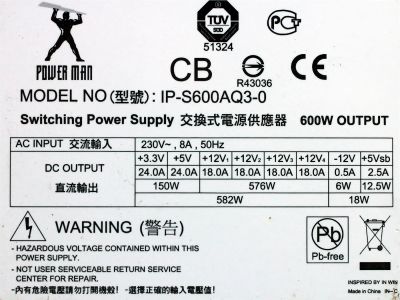 POWER MAN
TÜV
SÜD
51324
CB
R43036
CE
MODEL NO (型號): IP-S600AQ3-0
Switching Power Supply 交換式電源供應器 600W OUTPUT
AC INPUT 交流輸入 230V~ , 8A , 50Hz
DC OUTPUT 直流輸出 +3.3V +5V +12V₁ +12V₂ +12V₃ +12V₄ -12V +5Vsb
24.0A 24.0A 18.0A 18.0A 18.0A 18.0A 0.5A 2.5A
150W 576W 6W 12.5W
582W 18W
WARNING (警告)
- HAZARDOUS VOLTAGE CONTAINED WITHIN THIS
POWER SUPPLY.
- NOT USER SERVICEABLE RETURN SERVICE
CENTER FOR REPAIR.
-內有危險電壓請勿打開機殼! -選擇正確的輸入電壓值!
Pb
Pb-free
INSPIRED BY IN WIN
Made in China